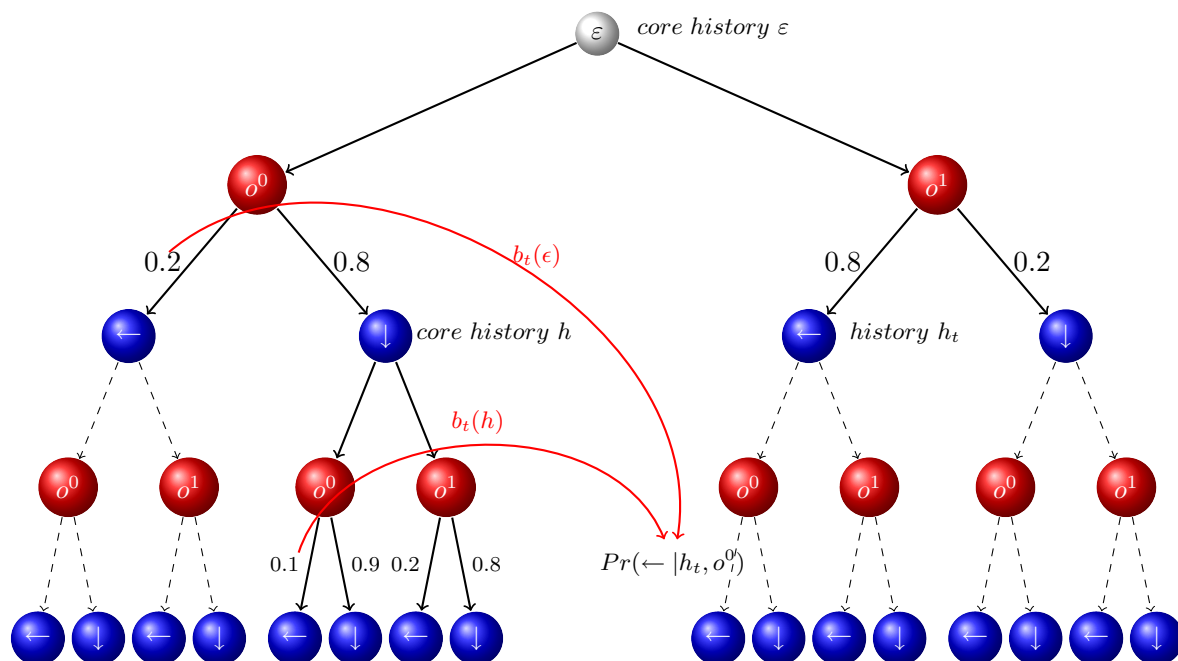 ε core history ε
o⁰ o¹
b_t(ϵ)
0.2 0.8 0.8 0.2
← ↓ core history h ← history h_t ↓
b_t(h)
o⁰ o¹ o⁰ o¹ o⁰ o¹ o⁰ o¹
0.1 0.9 0.2 0.8 Pr(← |h_t, o⁰)
← ↓ ← ↓ ← ↓ ← ↓ ← ↓ ← ↓ ← ↓ ← ↓